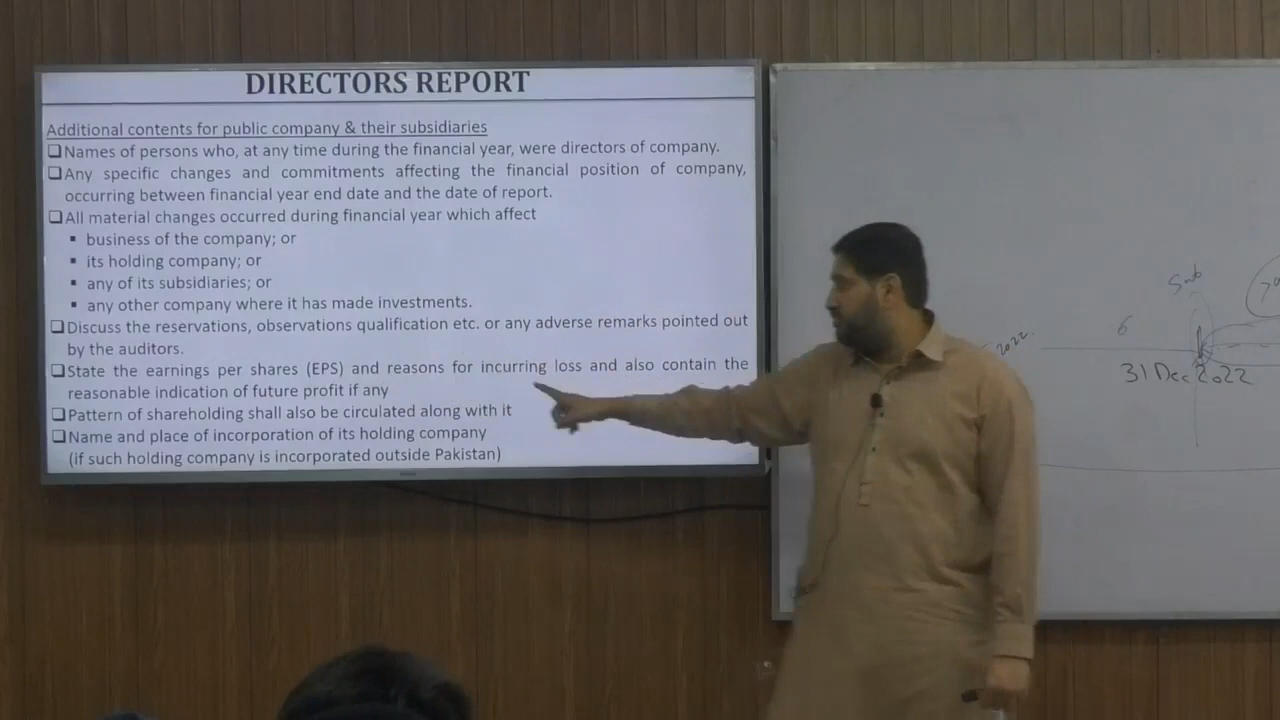 DIRECTORS REPORT
Additional contents for public company & their subsidiaries
❑Names of persons who, at any time during the financial year, were directors of company.
❑Any specific changes and commitments affecting the financial position of company,
occurring between financial year end date and the date of report.
❑All material changes occurred during financial year which affect
▪ business of the company; or
▪ its holding company; or
▪ any of its subsidiaries; or
▪ any other company where it has made investments.
❑Discuss the reservations, observations qualification etc. or any adverse remarks pointed out
by the auditors.
❑State the earnings per shares (EPS) and reasons for incurring loss and also contain the
reasonable indication of future profit if any
❑Pattern of shareholding shall also be circulated along with it
❑Name and place of incorporation of its holding company
(if such holding company is incorporated outside Pakistan)
2022
6
31 Dec 2022